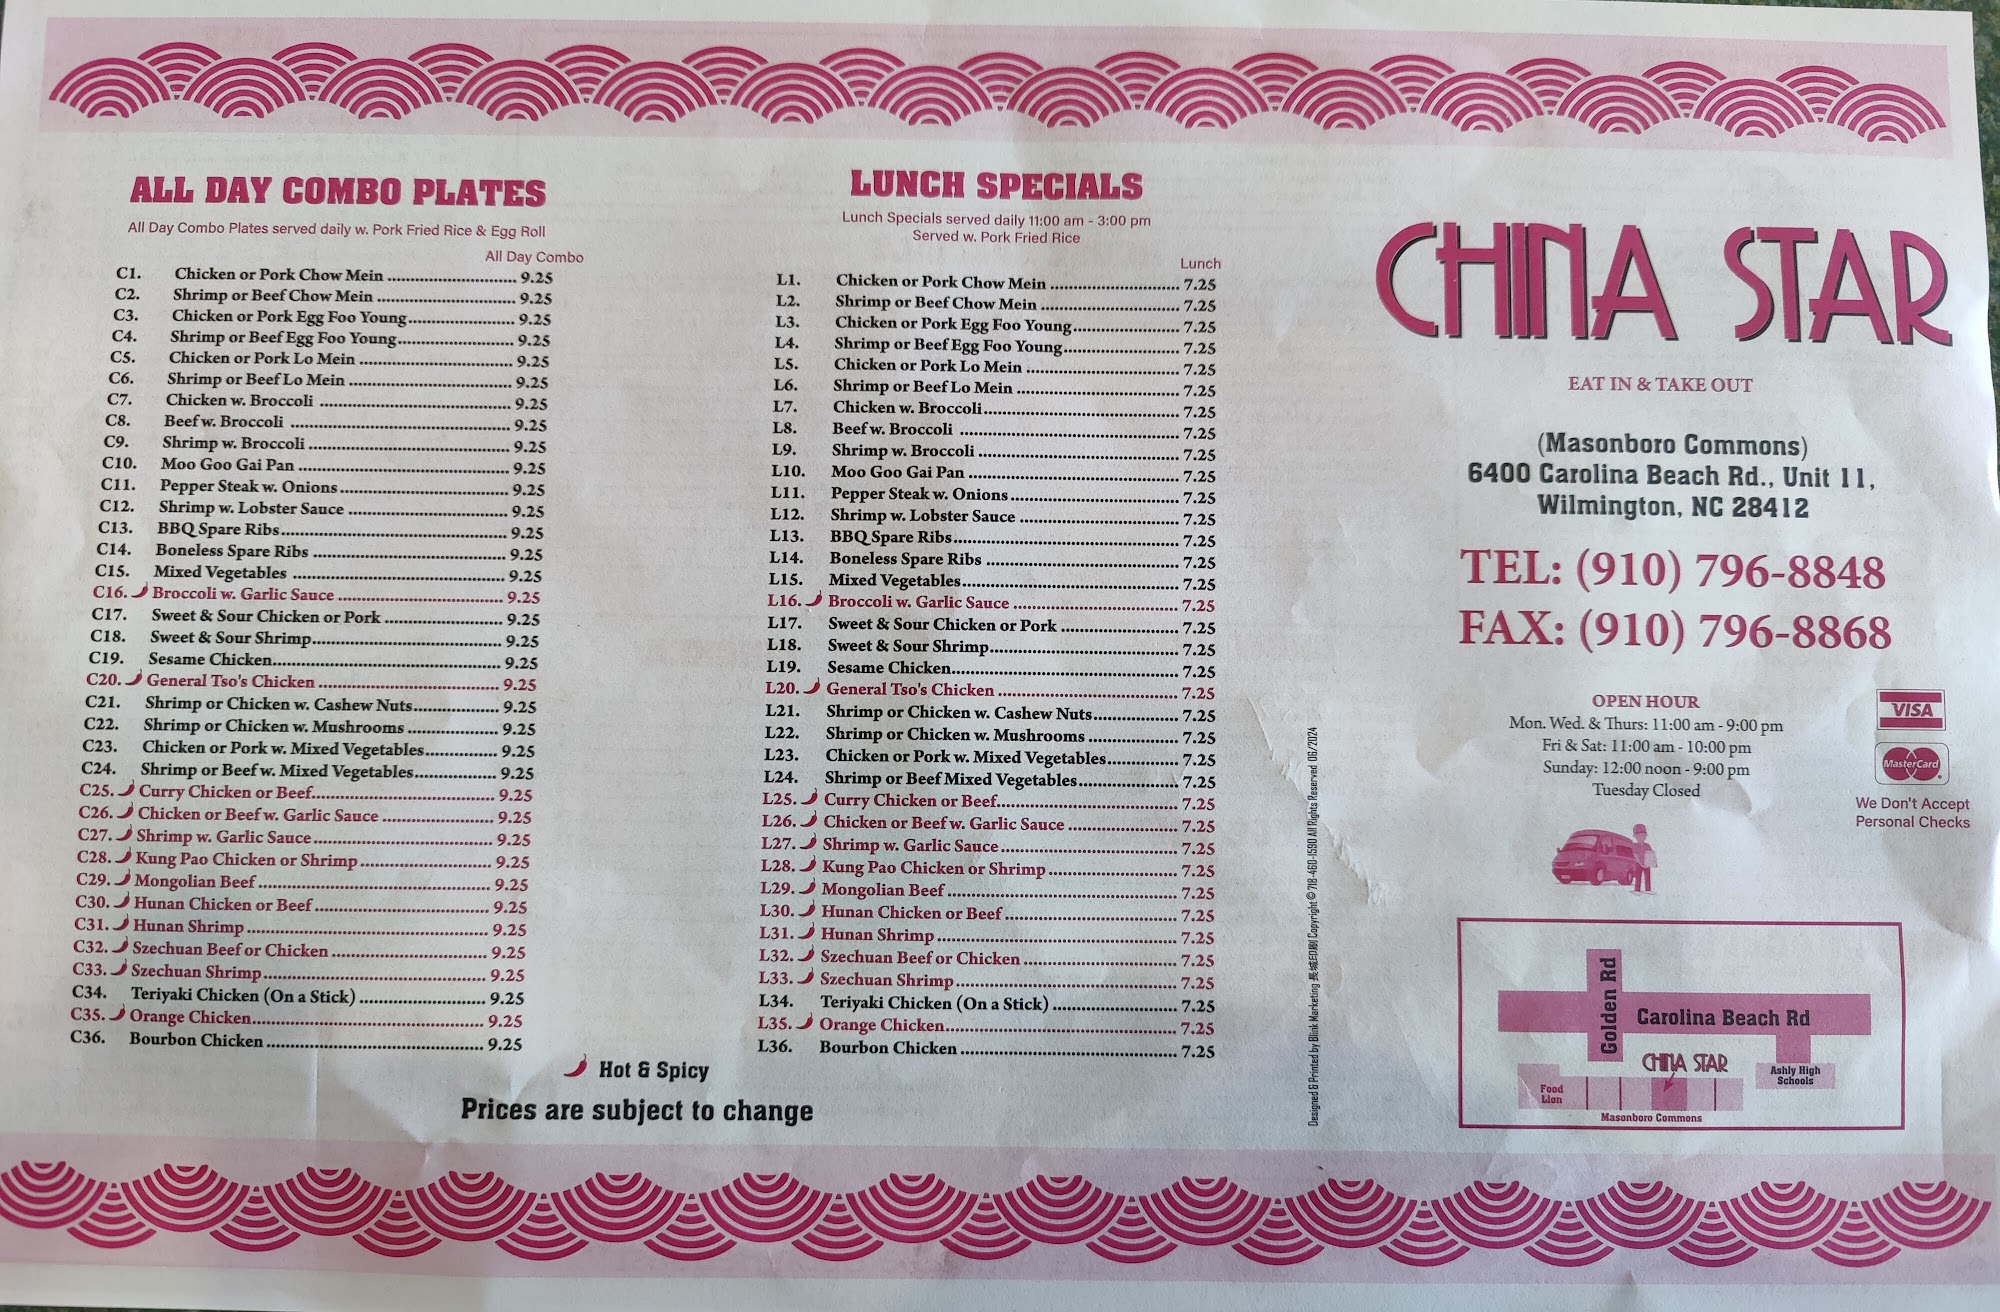 ALL DAY COMBO PLATES
All Day Combo Plates served daily w. Pork Fried Rice & Egg Roll
All Day Combo
C1. Chicken or Pork Chow Mein 9.25
C2. Shrimp or Beef Chow Mein 9.25
C3. Chicken or Pork Egg Foo Young 9.25
C4. Shrimp or Beef Egg Foo Young 9.25
C5. Chicken or Pork Lo Mein 9.25
C6. Shrimp or Beef Lo Mein 9.25
C7. Chicken w. Broccoli 9.25
C8. Beef w. Broccoli 9.25
C9. Shrimp w. Broccoli 9.25
C10. Moo Goo Gai Pan 9.25
C11. Pepper Steak w. Onions 9.25
C12. Shrimp w. Lobster Sauce 9.25
C13. BBQ Spare Ribs 9.25
C14. Boneless Spare Ribs 9.25
C15. Mixed Vegetables 9.25
C16. Broccoli w. Garlic Sauce 9.25
C17. Sweet & Sour Chicken or Pork 9.25
C18. Sweet & Sour Shrimp 9.25
C19. Sesame Chicken 9.25
C20. General Tso's Chicken 9.25
C21. Shrimp or Chicken w. Cashew Nuts 9.25
C22. Shrimp or Chicken w. Mushrooms 9.25
C23. Chicken or Pork w. Mixed Vegetables 9.25
C24. Shrimp or Beef w. Mixed Vegetables 9.25
C25. Curry Chicken or Beef 9.25
C26. Chicken or Beef w. Garlic Sauce 9.25
C27. Shrimp w. Garlic Sauce 9.25
C28. Kung Pao Chicken or Shrimp 9.25
C29. Mongolian Beef 9.25
C30. Hunan Chicken or Beef 9.25
C31. Hunan Shrimp 9.25
C32. Szechuan Beef or Chicken 9.25
C33. Szechuan Shrimp 9.25
C34. Teriyaki Chicken (On a Stick) 9.25
C35. Orange Chicken 9.25
C36. Bourbon Chicken 9.25
LUNCH SPECIALS
Lunch Specials served daily 11:00 am - 3:00 pm
Served w. Pork Fried Rice
Lunch
L1. Chicken or Pork Chow Mein 7.25
L2. Shrimp or Beef Chow Mein 7.25
L3. Chicken or Pork Egg Foo Young 7.25
L4. Shrimp or Beef Egg Foo Young 7.25
L5. Chicken or Pork Lo Mein 7.25
L6. Shrimp or Beef Lo Mein 7.25
L7. Chicken w. Broccoli 7.25
L8. Beef w. Broccoli 7.25
L9. Shrimp w. Broccoli 7.25
L10. Moo Goo Gai Pan 7.25
L11. Pepper Steak w. Onions 7.25
L12. Shrimp w. Lobster Sauce 7.25
L13. BBQ Spare Ribs 7.25
L14. Boneless Spare Ribs 7.25
L15. Mixed Vegetables 7.25
L16. Broccoli w. Garlic Sauce 7.25
L17. Sweet & Sour Chicken or Pork 7.25
L18. Sweet & Sour Shrimp 7.25
L19. Sesame Chicken 7.25
L20. General Tso's Chicken 7.25
L21. Shrimp or Chicken w. Cashew Nuts 7.25
L22. Shrimp or Chicken w. Mushrooms 7.25
L23. Chicken or Pork w. Mixed Vegetables 7.25
L24. Shrimp or Beef Mixed Vegetables 7.25
L25. Curry Chicken or Beef 7.25
L26. Chicken or Beef w. Garlic Sauce 7.25
L27. Shrimp w. Garlic Sauce 7.25
L28. Kung Pao Chicken or Shrimp 7.25
L29. Mongolian Beef 7.25
L30. Hunan Chicken or Beef 7.25
L31. Hunan Shrimp 7.25
L32. Szechuan Beef or Chicken 7.25
L33. Szechuan Shrimp 7.25
L34. Teriyaki Chicken (On a Stick) 7.25
L35. Orange Chicken 7.25
L36. Bourbon Chicken 7.25
Hot & Spicy
Prices are subject to change
Designed & Printed by Blink Marketing 長城印刷 Copyright © 718-460-1590 All Rights Reserved 06/2024
CHINA STAR
EAT IN & TAKE OUT
(Masonboro Commons)
6400 Carolina Beach Rd., Unit 11,
Wilmington, NC 28412
TEL: (910) 796-8848
FAX: (910) 796-8868
OPEN HOUR
Mon. Wed. & Thurs: 11:00 am - 9:00 pm
Fri & Sat: 11:00 am - 10:00 pm
Sunday: 12:00 noon - 9:00 pm
Tuesday Closed
VISA
MasterCard
We Don't Accept
Personal Checks
Golden Rd
Carolina Beach Rd
CHINA STAR
Ashly High
Schools
Food
Lion
Masonboro Commons